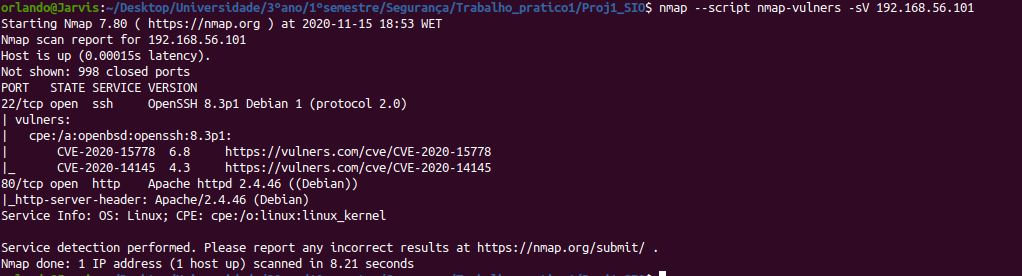 orlando@Jarvis:~/Desktop/Universidade/3ºano/1ºsemestre/Segurança/Trabalho_pratico1/Proj1_SIO$ nmap --script nmap-vulners -sV 192.168.56.101
Starting Nmap 7.80 ( https://nmap.org ) at 2020-11-15 18:53 WET
Nmap scan report for 192.168.56.101
Host is up (0.00015s latency).
Not shown: 998 closed ports
PORT   STATE SERVICE VERSION
22/tcp open  ssh     OpenSSH 8.3p1 Debian 1 (protocol 2.0)
| vulners:
|   cpe:/a:openbsd:openssh:8.3p1:
|       CVE-2020-15778  6.8     https://vulners.com/cve/CVE-2020-15778
|_      CVE-2020-14145  4.3     https://vulners.com/cve/CVE-2020-14145
80/tcp open  http    Apache httpd 2.4.46 ((Debian))
|_http-server-header: Apache/2.4.46 (Debian)
Service Info: OS: Linux; CPE: cpe:/o:linux:linux_kernel

Service detection performed. Please report any incorrect results at https://nmap.org/submit/ .
Nmap done: 1 IP address (1 host up) scanned in 8.21 seconds